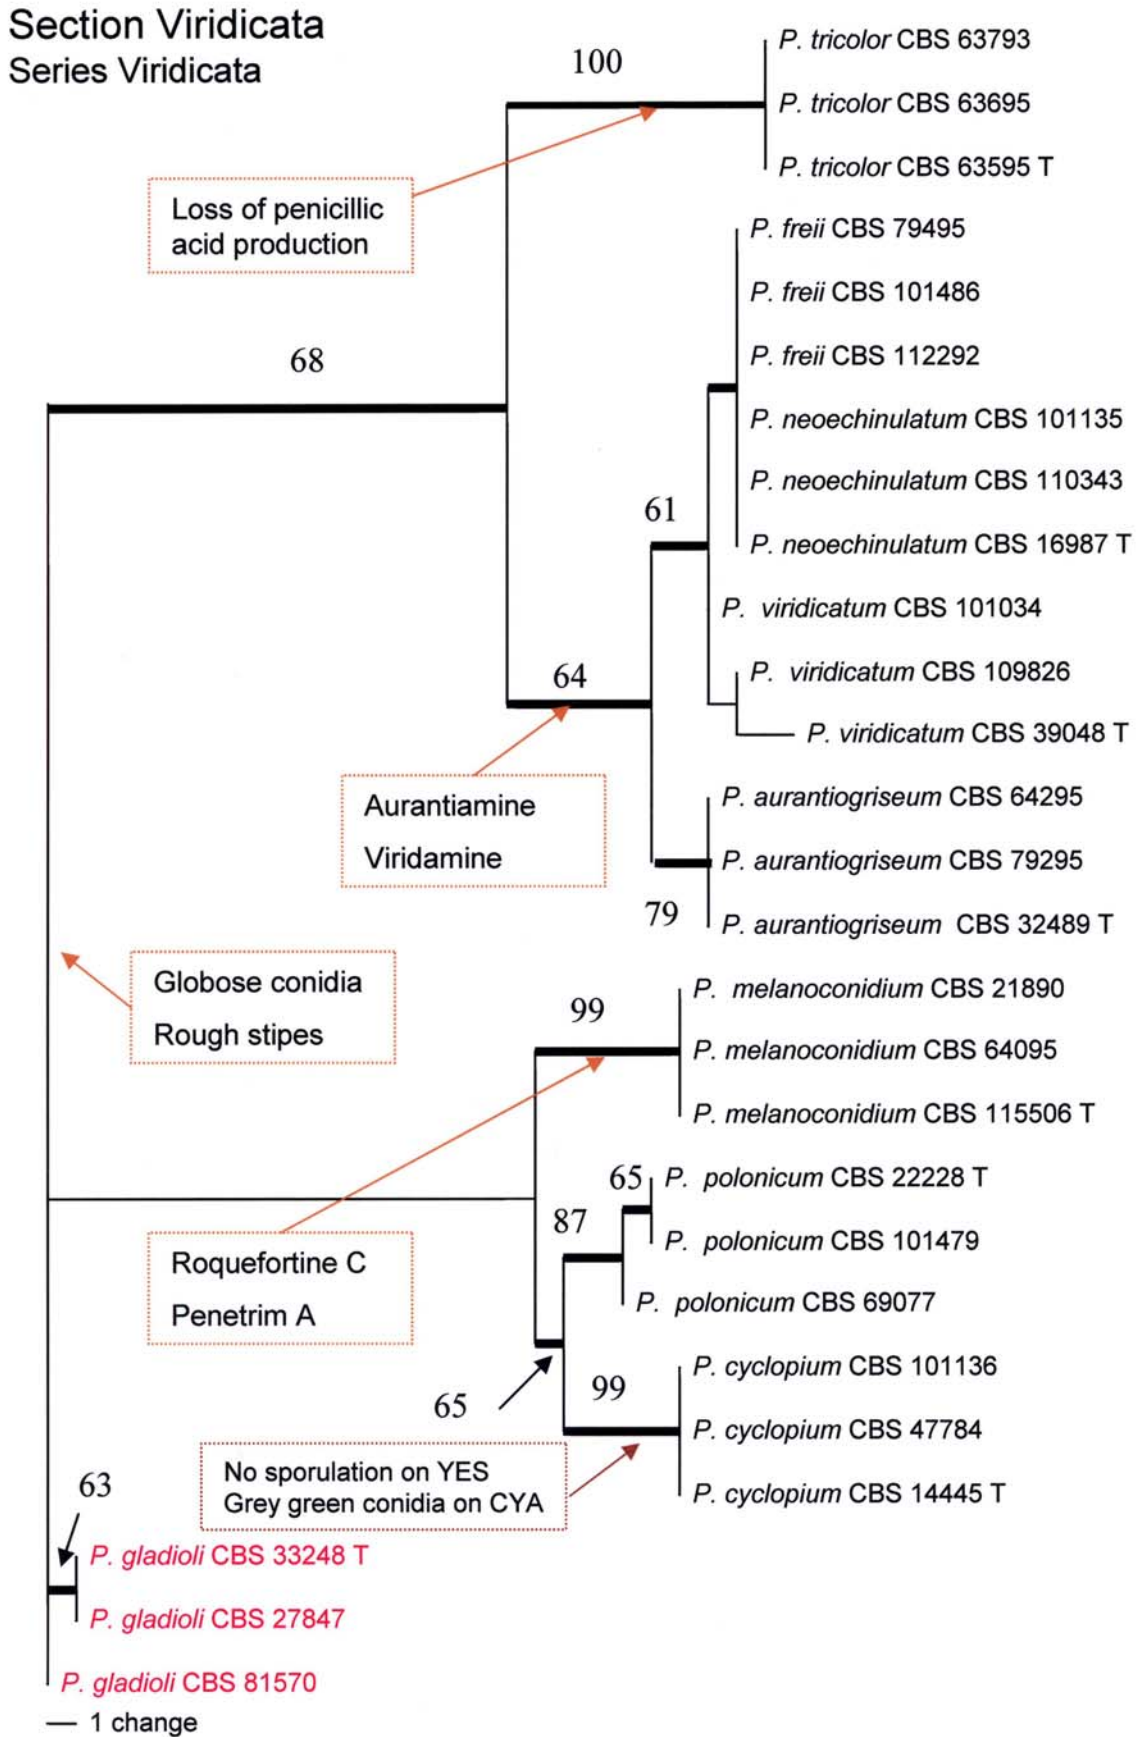 Section Viridicata
Series Viridicata
100
P. tricolor CBS 63793
P. tricolor CBS 63695
P. tricolor CBS 63595 T
Loss of penicillic
acid production
P. freii CBS 79495
P. freii CBS 101486
P. freii CBS 112292
68
P. neoechinulatum CBS 101135
P. neoechinulatum CBS 110343
61
P. neoechinulatum CBS 16987 T
P. viridicatum CBS 101034
64
P. viridicatum CBS 109826
P. viridicatum CBS 39048 T
Aurantiamine
Viridamine
P. aurantiogriseum CBS 64295
P. aurantiogriseum CBS 79295
79
P. aurantiogriseum CBS 32489 T
Globose conidia
Rough stipes
99
P. melanoconidium CBS 21890
P. melanoconidium CBS 64095
P. melanoconidium CBS 115506 T
65
P. polonicum CBS 22228 T
87
P. polonicum CBS 101479
Roquefortine C
Penetrim A
P. polonicum CBS 69077
65
99
P. cyclopium CBS 101136
P. cyclopium CBS 47784
P. cyclopium CBS 14445 T
No sporulation on YES
Grey green conidia on CYA
63
P. gladioli CBS 33248 T
P. gladioli CBS 27847
P. gladioli CBS 81570
1 change